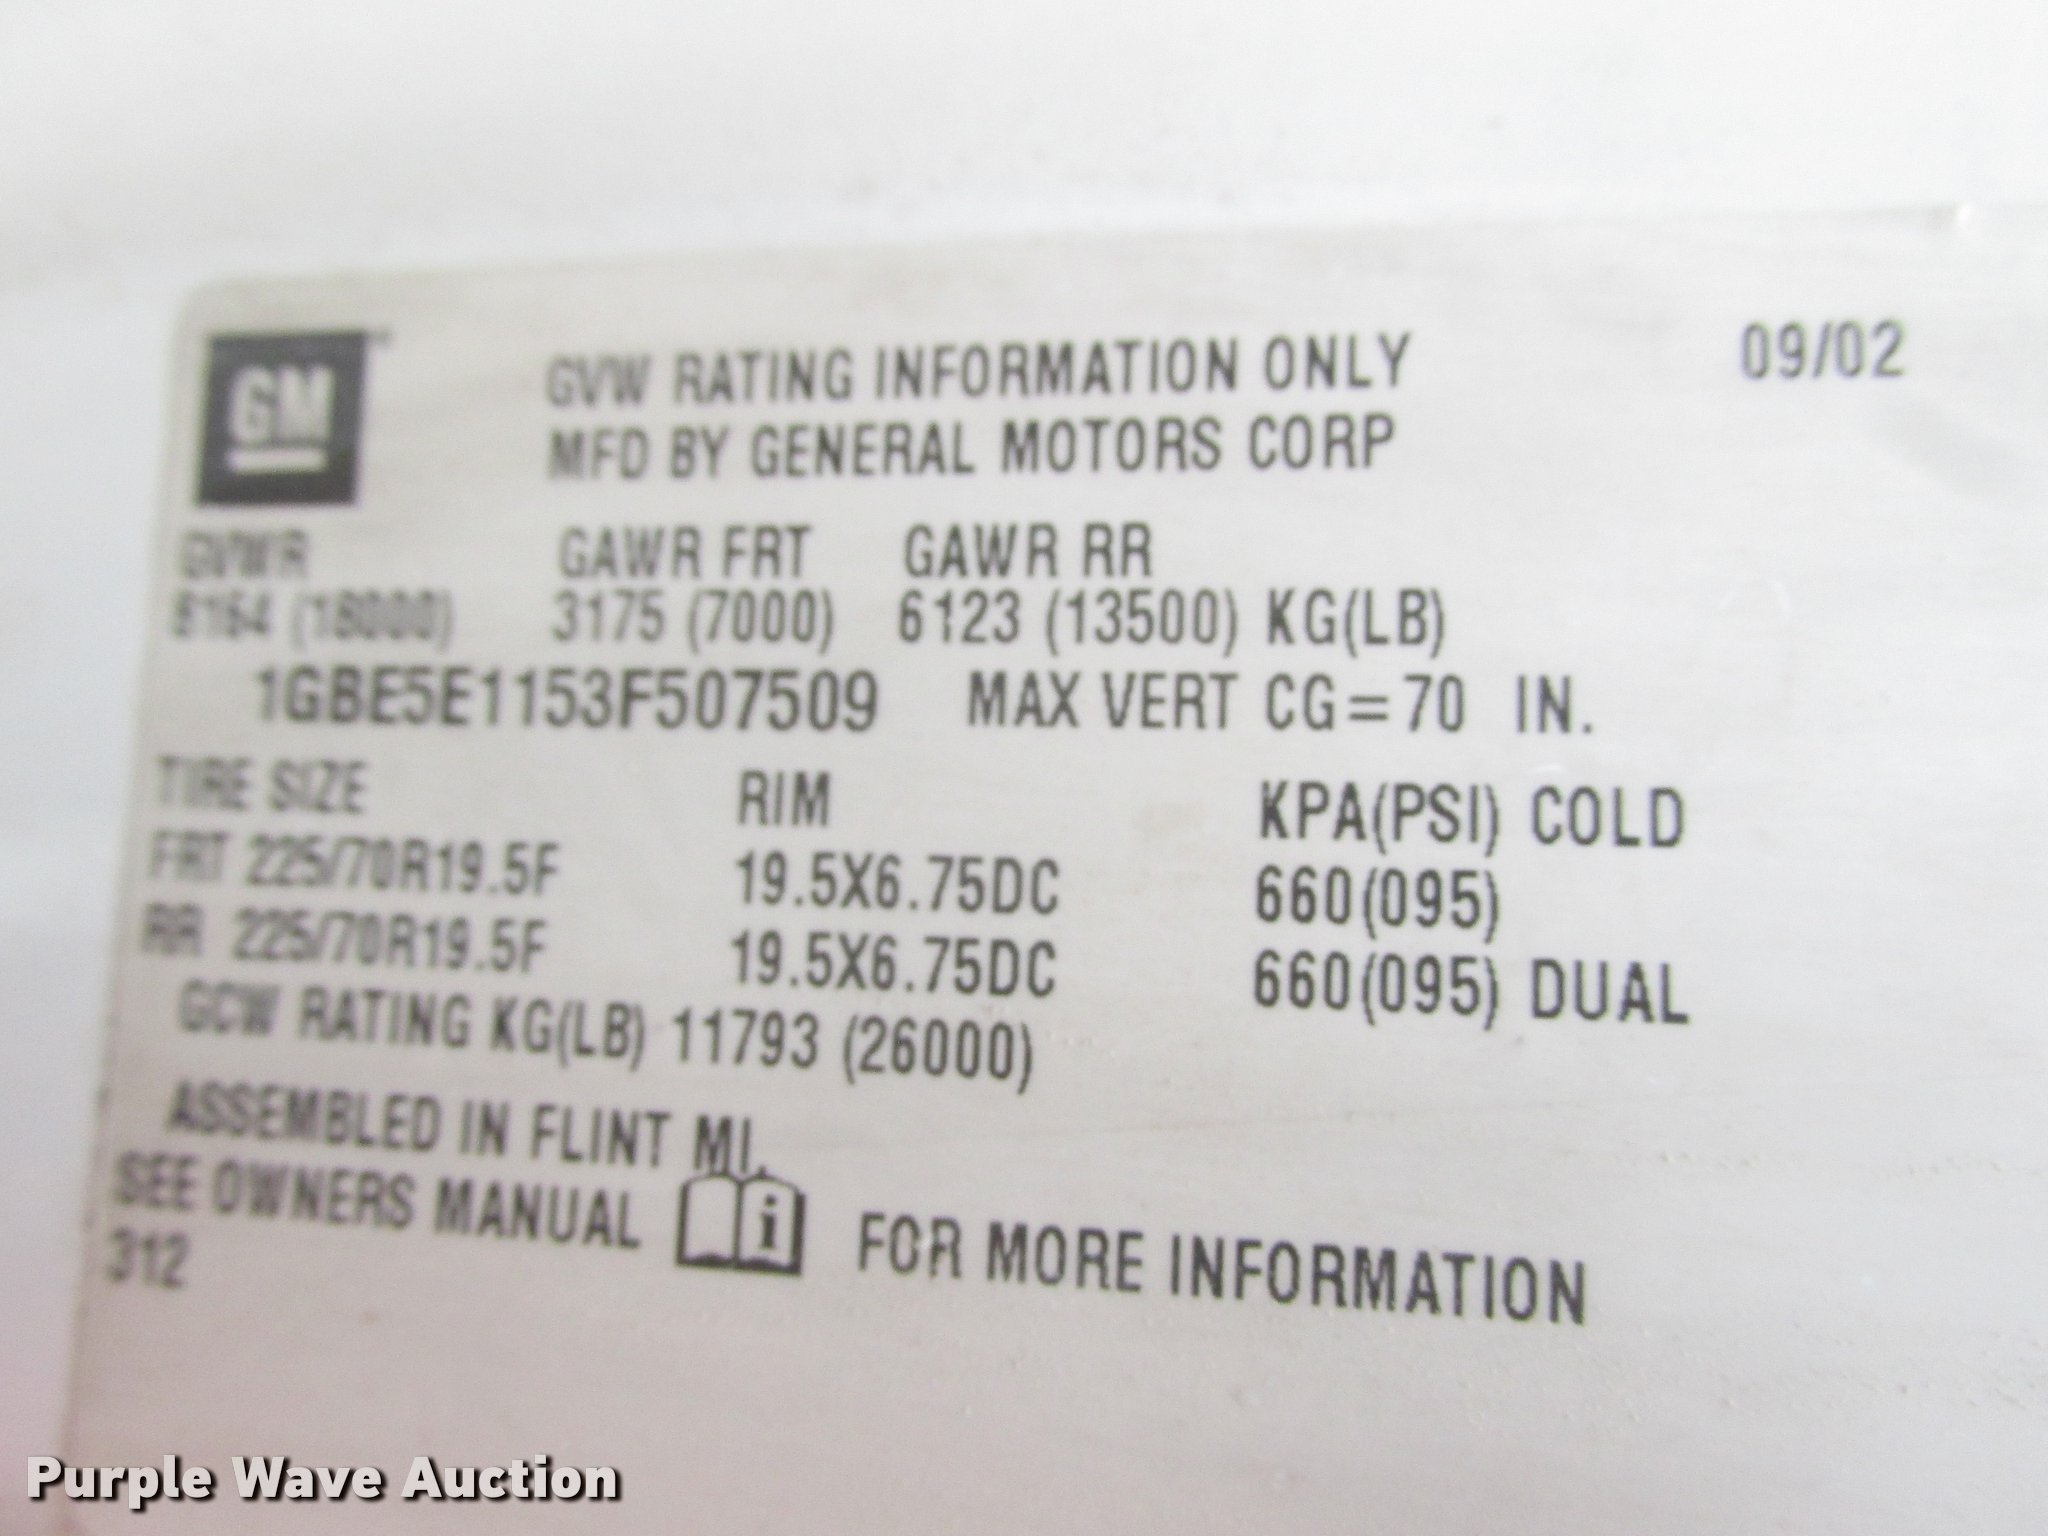 GM
GVW RATING INFORMATION ONLY 09/02
MFD BY GENERAL MOTORS CORP
GVWR GAWR FRT GAWR RR
8164 (18000) 3175 (7000) 6123 (13500) KG(LB)
1GBE5E1153F507509 MAX VERT CG=70 IN.
TIRE SIZE RIM KPA(PSI) COLD
FRT 225/70R19.5F 19.5X6.75DC 660(095)
RR 225/70R19.5F 19.5X6.75DC 660(095) DUAL
GCW RATING KG(LB) 11793 (26000)
ASSEMBLED IN FLINT MI.
SEE OWNERS MANUAL i FOR MORE INFORMATION
312
Purple Wave Auction